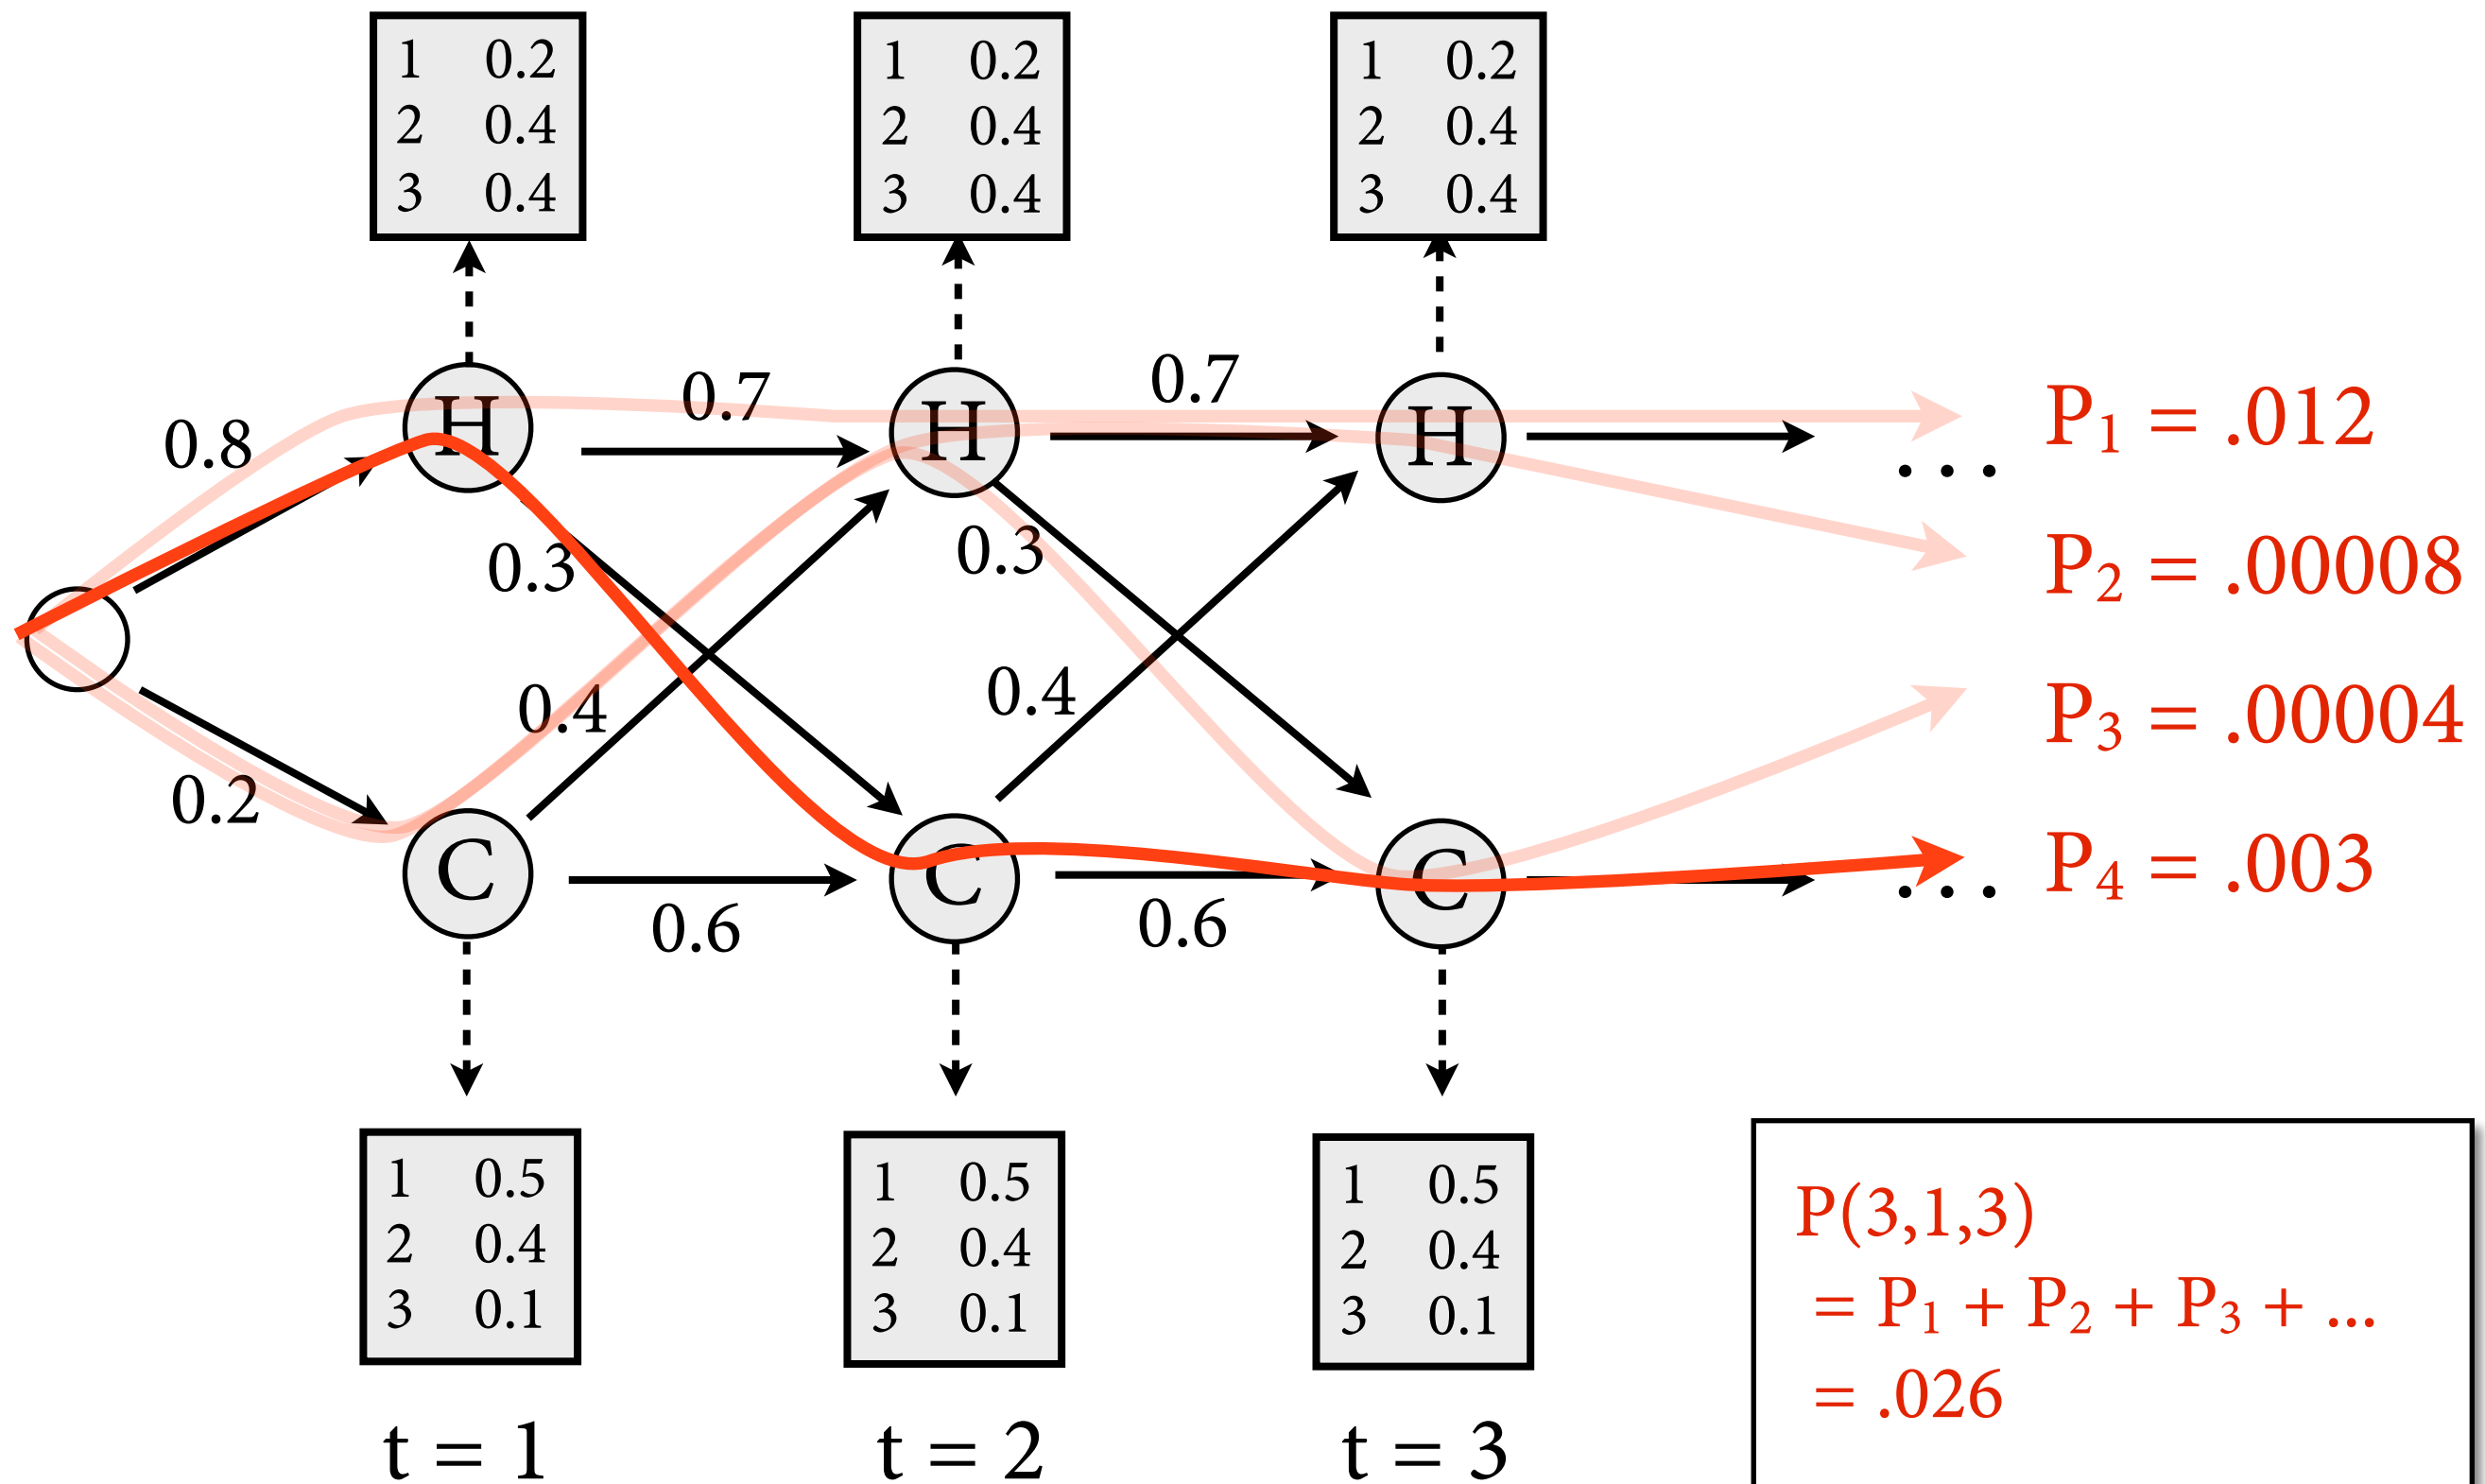 1 0.2
2 0.4
3 0.4
1 0.2
2 0.4
3 0.4
1 0.2
2 0.4
3 0.4
0.8
H
0.7
H
0.7
H
. . .
P1 = .012
0.3
0.3
P2 = .00008
0.4
0.4
P3 = .00004
0.2
C
0.6
C
0.6
C
. . .
P4 = .003
1 0.5
2 0.4
3 0.1
1 0.5
2 0.4
3 0.1
1 0.5
2 0.4
3 0.1
P(3,1,3)
= P1 + P2 + P3 + ...
= .026
t = 1
t = 2
t = 3